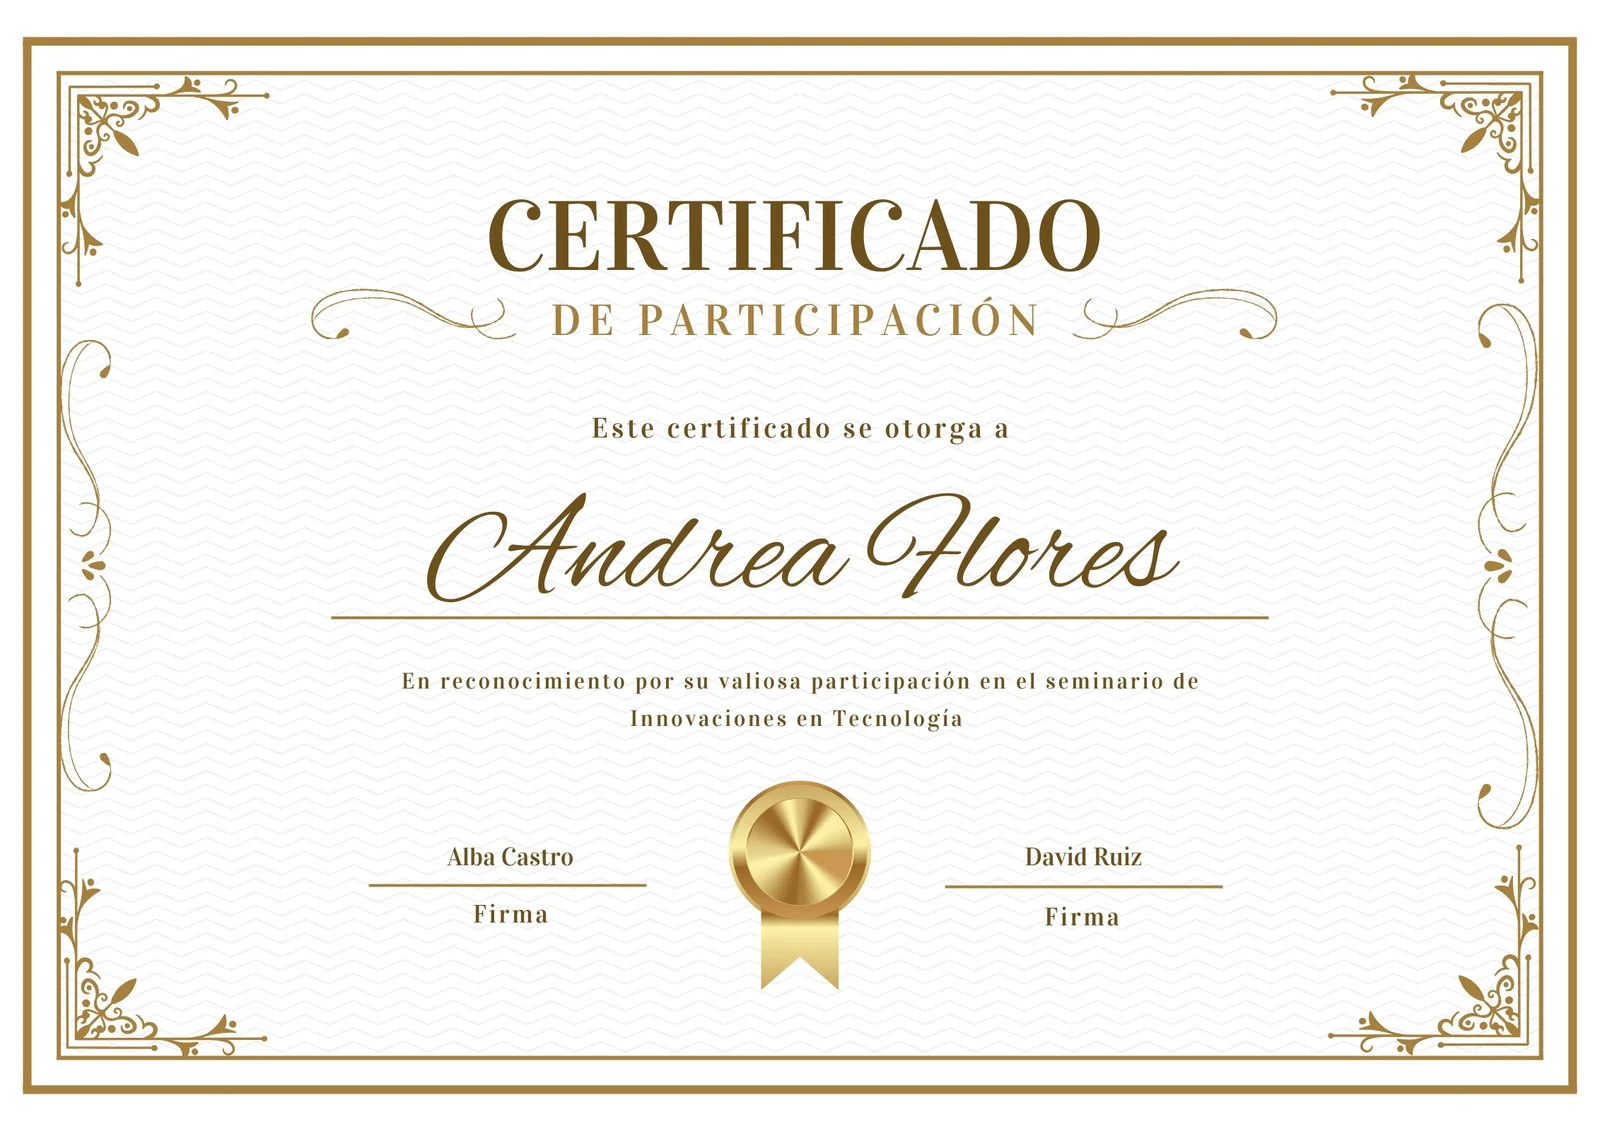 CERTIFICADO
DE PARTICIPACIÓN
Este certificado se otorga a
Andrea Flores
En reconocimiento por su valiosa participación en el seminario de
Innovaciones en Tecnología
Alba Castro
Firma
David Ruiz
Firma